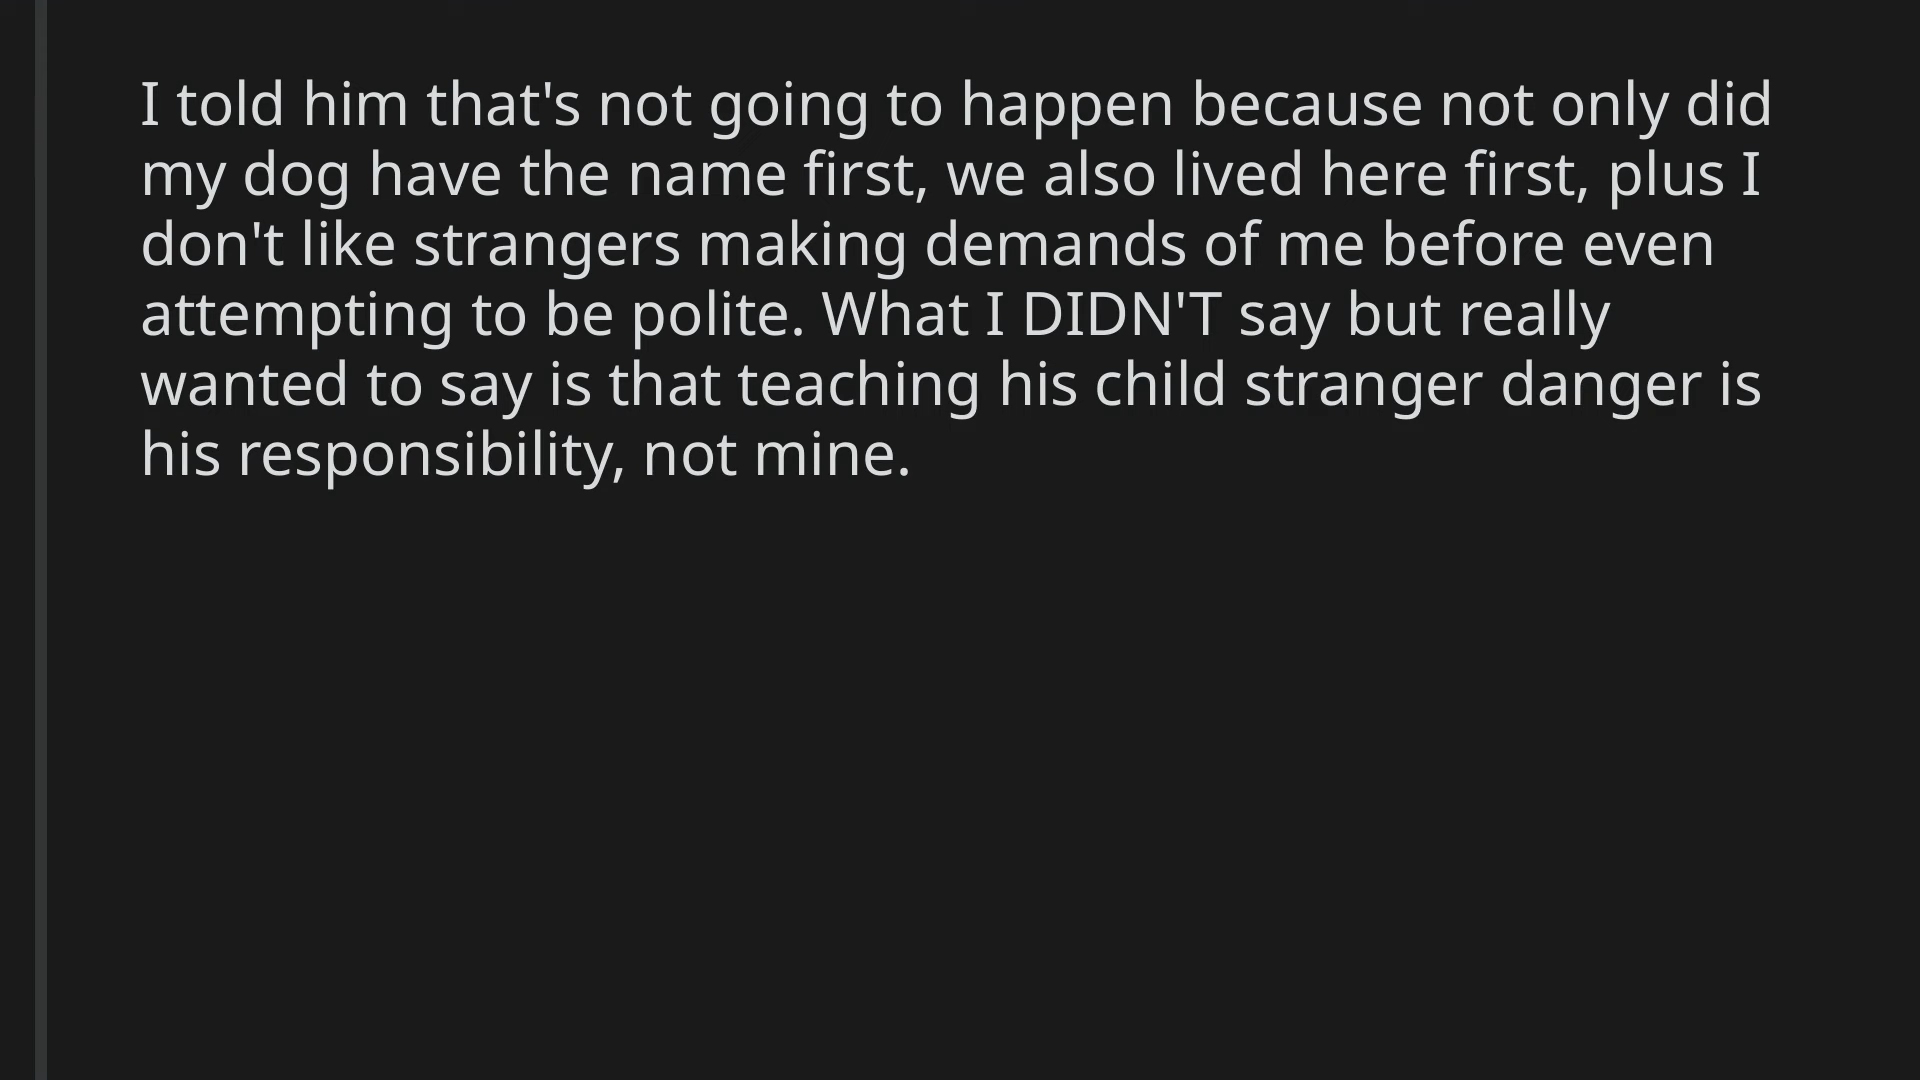 I told him that's not going to happen because not only did
my dog have the name first, we also lived here first, plus I
don't like strangers making demands of me before even
attempting to be polite. What I DIDN'T say but really
wanted to say is that teaching his child stranger danger is
his responsibility, not mine.